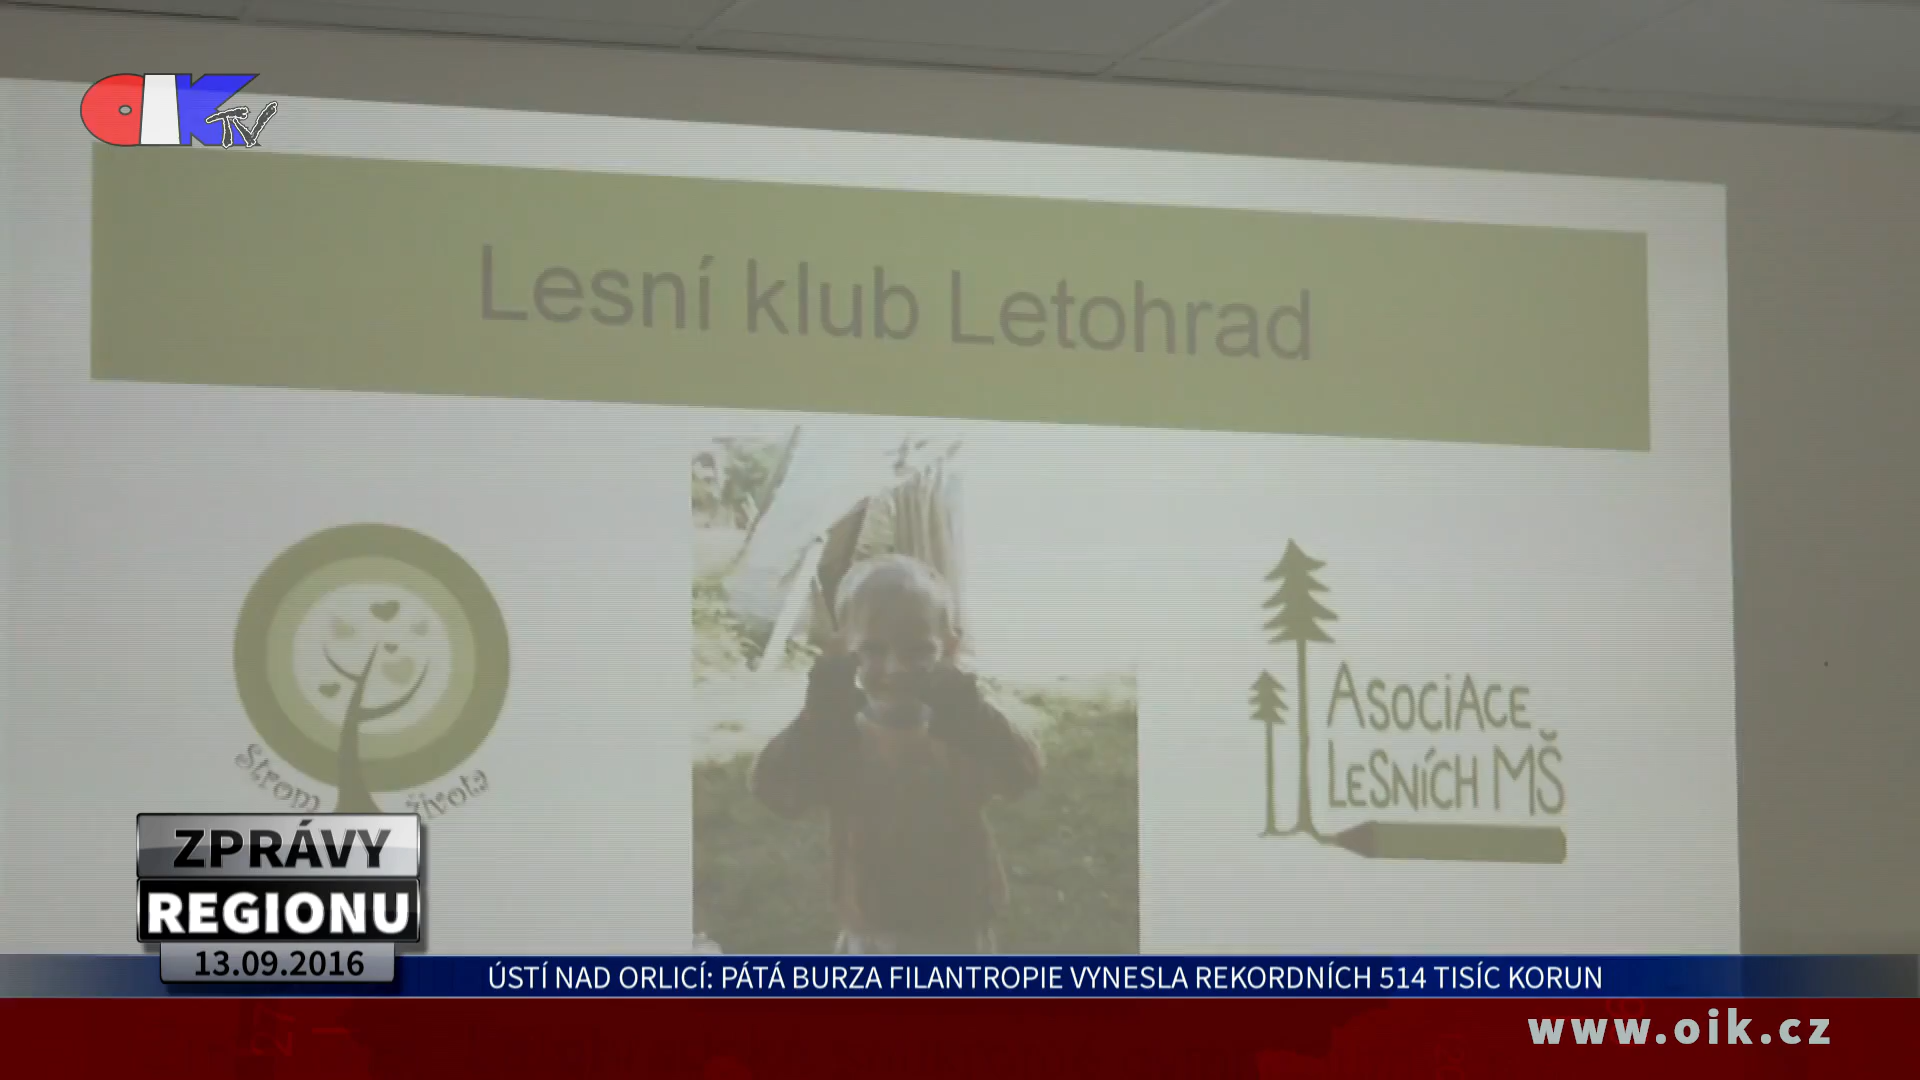 OIK TV
Lesní klub Letohrad
Strom života
AsociAce
LeSních MŠ
ZPRÁVY
REGIONU
13.09.2016
ÚSTÍ NAD ORLICÍ: PÁTÁ BURZA FILANTROPIE VYNESLA REKORDNÍCH 514 TISÍC KORUN
www.oik.cz